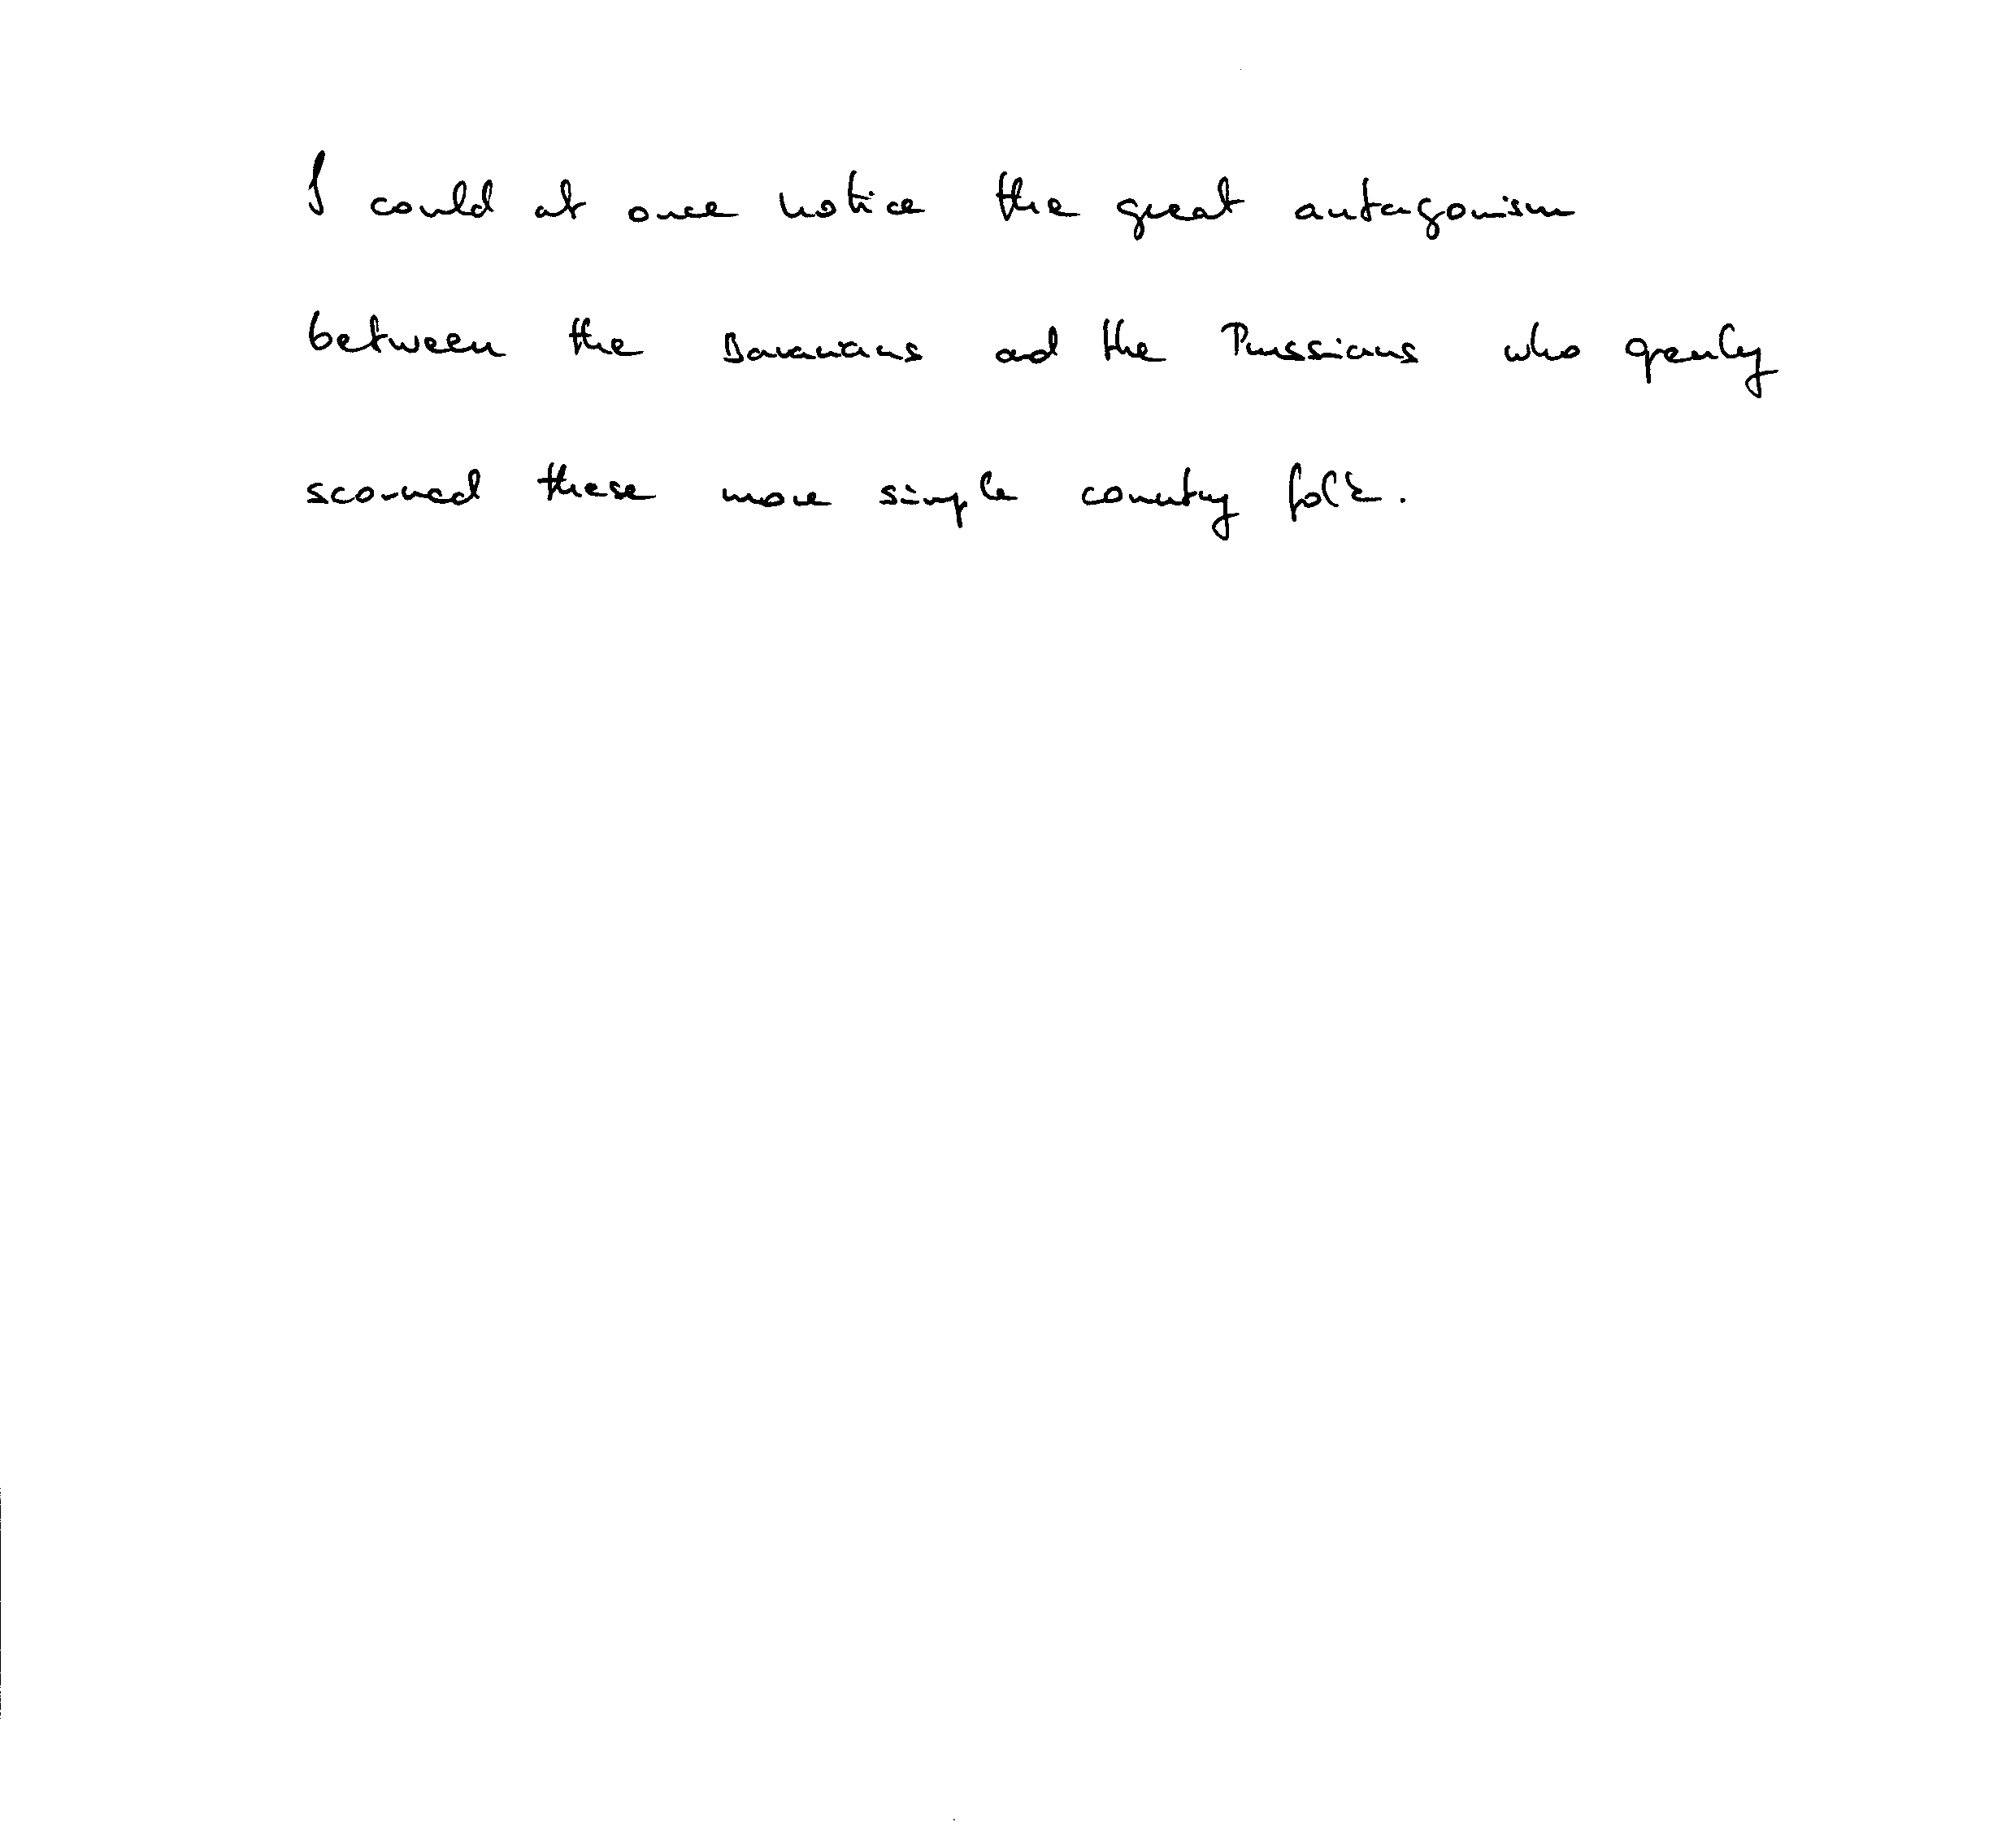 I could at once notice the great antagonism
between the Bavarians and the Prussians who openly
scorned these more simple country folk.